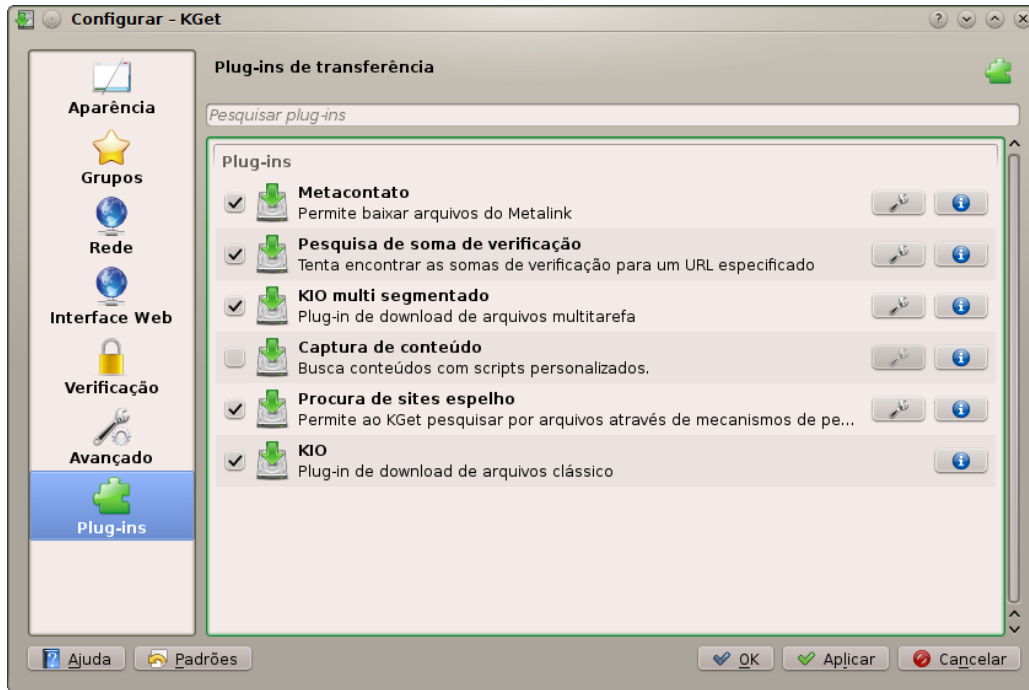 Configurar – KGet
Aparência
Grupos
Rede
Interface Web
Verificação
Avançado
Plug-ins
Plug-ins de transferência
Pesquisar plug-ins
Plug-ins
Metacontato
Permite baixar arquivos do Metalink
Pesquisa de soma de verificação
Tenta encontrar as somas de verificação para um URL especificado
KIO multi segmentado
Plug-in de download de arquivos multitarefa
Captura de conteúdo
Busca conteúdos com scripts personalizados.
Procura de sites espelho
Permite ao KGet pesquisar por arquivos através de mecanismos de pe...
KIO
Plug-in de download de arquivos clássico
Ajuda
Padrões
OK
Aplicar
Cancelar